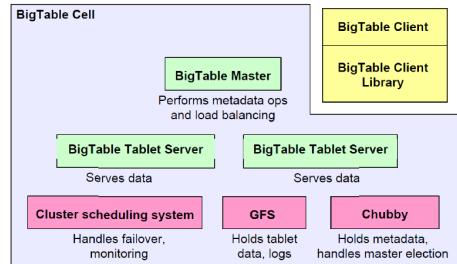 BigTable Cell
BigTable Client
BigTable Client
Library
BigTable Master
Performs metadata ops
and load balancing
BigTable Tablet Server
BigTable Tablet Server
Serves data
Serves data
Cluster scheduling system
GFS
Chubby
Handles failover,
monitoring
Holds tablet
data, logs
Holds metadata,
handles master election